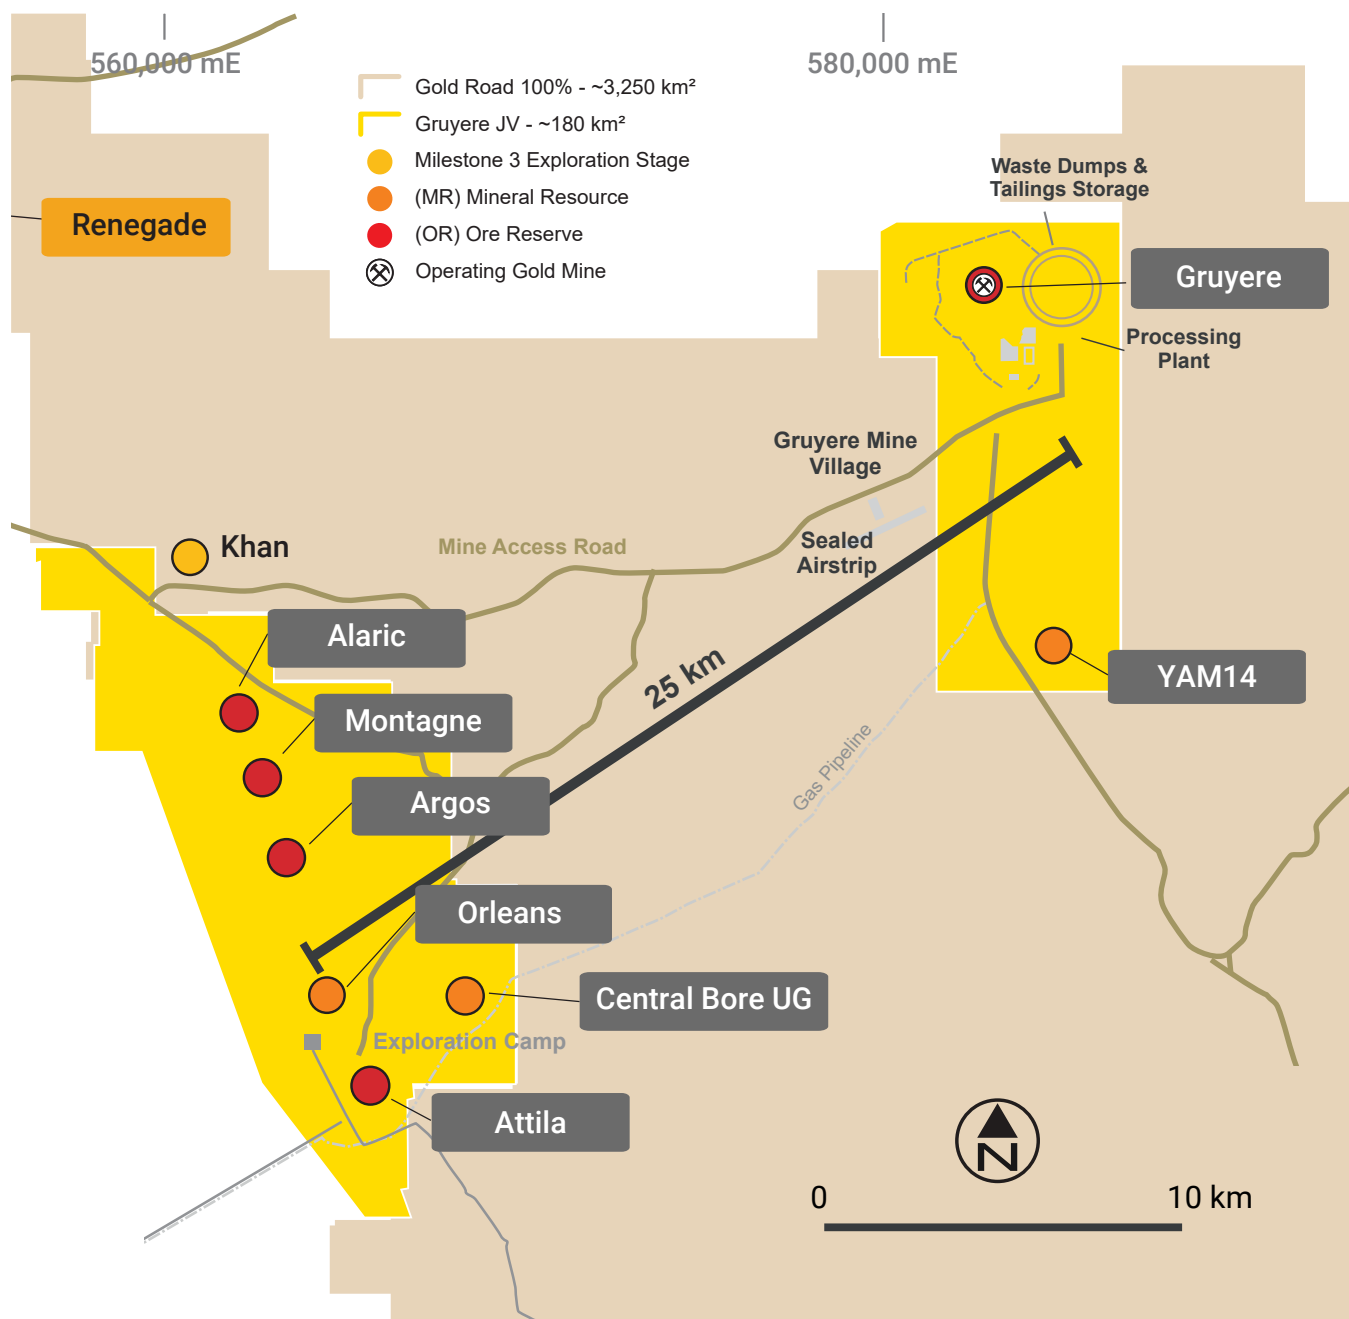 560,000 mE
580,000 mE
Gold Road 100% - ~3,250 km²
Gruyere JV - ~180 km²
Milestone 3 Exploration Stage
(MR) Mineral Resource
(OR) Ore Reserve
Operating Gold Mine
Renegade
Waste Dumps &
Tailings Storage
Gruyere
Processing
Plant
Gruyere Mine
Village
Sealed
Airstrip
Khan
Mine Access Road
Alaric
25 km
YAM14
Montagne
Gas Pipeline
Argos
Orleans
Central Bore UG
Exploration Camp
Attila
N
0
10 km